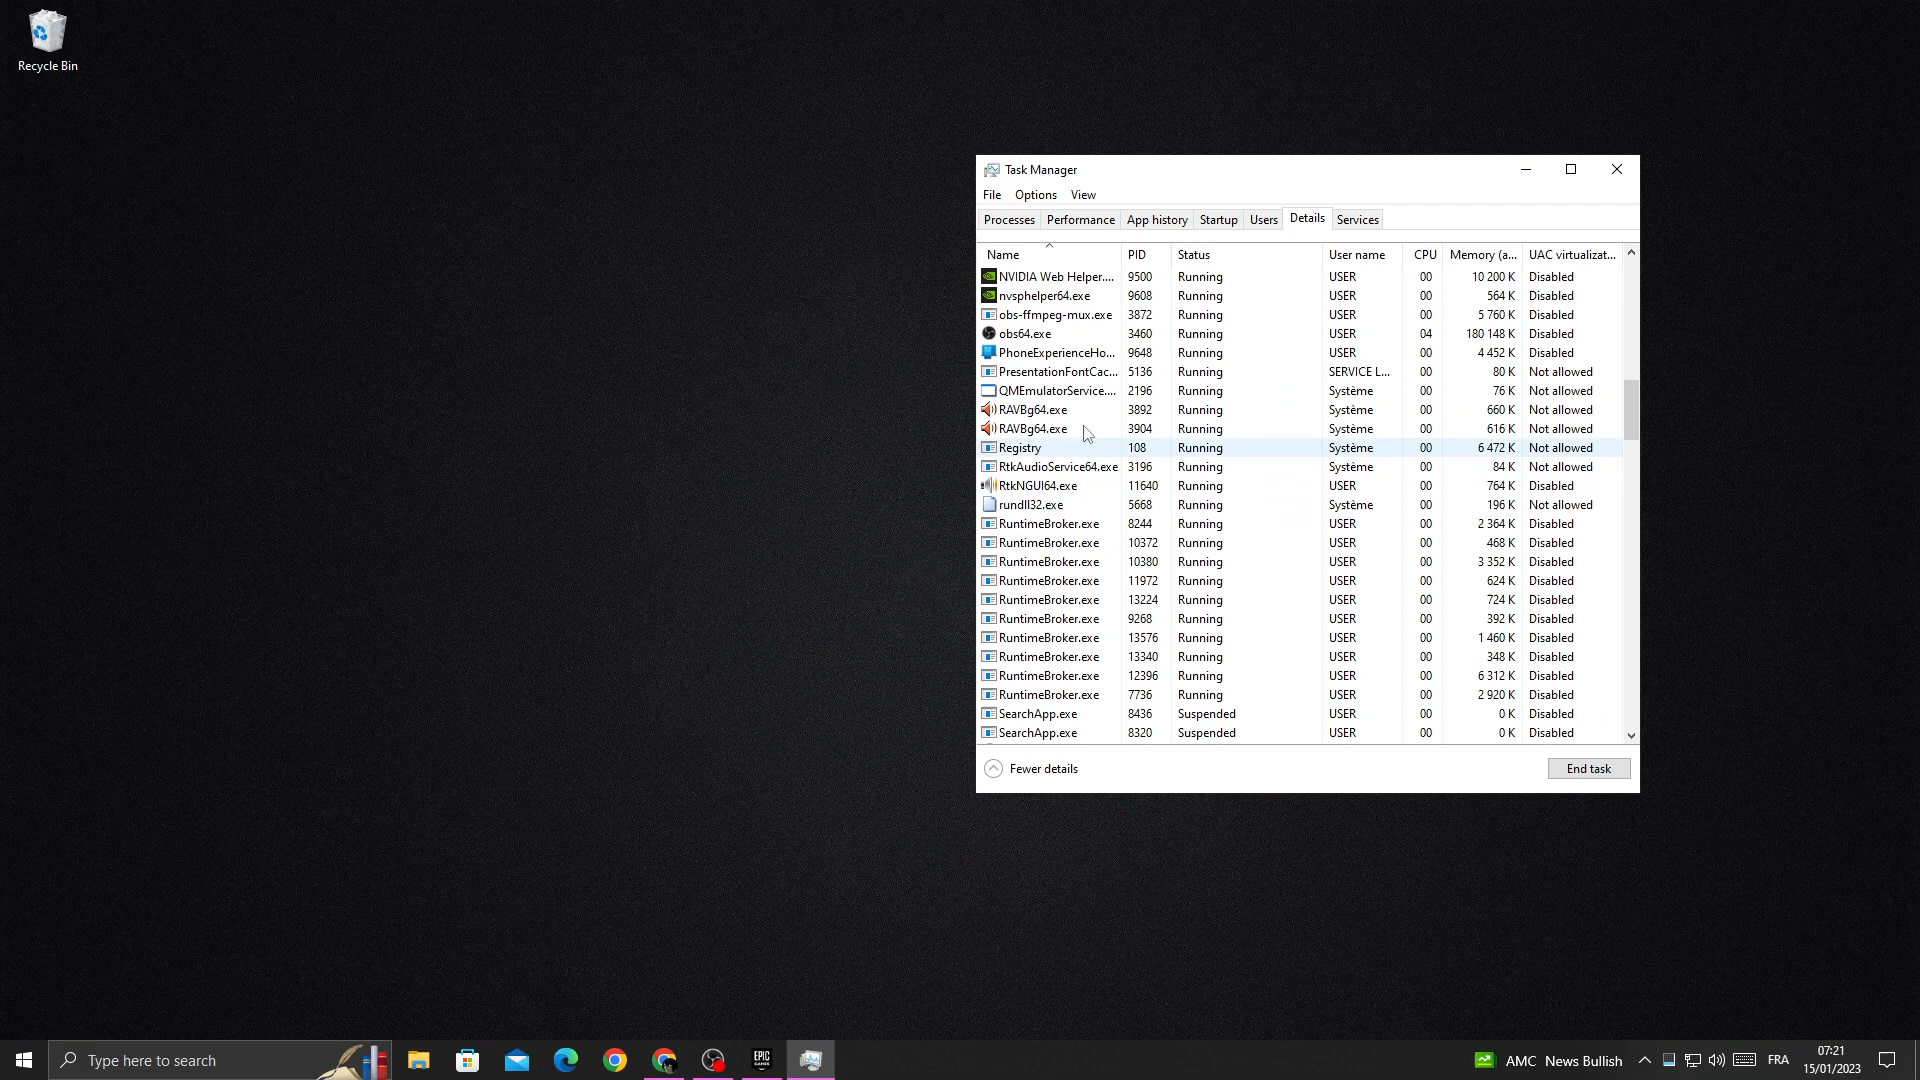 Recycle Bin
Task Manager
File Options View
Processes Performance App history Startup Users Details Services
Name PID Status User name CPU Memory (a... UAC virtualizat...
NVIDIA Web Helper.... 9500 Running USER 00 10 200 K Disabled
nvsphelper64.exe 9608 Running USER 00 564 K Disabled
obs-ffmpeg-mux.exe 3872 Running USER 00 5 760 K Disabled
obs64.exe 3460 Running USER 04 180 148 K Disabled
PhoneExperienceHo... 9648 Running USER 00 4 452 K Disabled
PresentationFontCac... 5136 Running SERVICE L... 00 80 K Not allowed
QMEmulatorService.... 2196 Running Système 00 76 K Not allowed
RAVBg64.exe 3892 Running Système 00 660 K Not allowed
RAVBg64.exe 3904 Running Système 00 616 K Not allowed
Registry 108 Running Système 00 6 472 K Not allowed
RtkAudioService64.exe 3196 Running Système 00 84 K Not allowed
RtkNGUI64.exe 11640 Running USER 00 764 K Disabled
rundll32.exe 5668 Running Système 00 196 K Not allowed
RuntimeBroker.exe 8244 Running USER 00 2 364 K Disabled
RuntimeBroker.exe 10372 Running USER 00 468 K Disabled
RuntimeBroker.exe 10380 Running USER 00 3 352 K Disabled
RuntimeBroker.exe 11972 Running USER 00 624 K Disabled
RuntimeBroker.exe 13224 Running USER 00 724 K Disabled
RuntimeBroker.exe 9268 Running USER 00 392 K Disabled
RuntimeBroker.exe 13576 Running USER 00 1 460 K Disabled
RuntimeBroker.exe 13340 Running USER 00 348 K Disabled
RuntimeBroker.exe 12396 Running USER 00 6 312 K Disabled
RuntimeBroker.exe 7736 Running USER 00 2 920 K Disabled
SearchApp.exe 8436 Suspended USER 00 0 K Disabled
SearchApp.exe 8320 Suspended USER 00 0 K Disabled
Fewer details End task
Type here to search EPIC GAMES AMC News Bullish FRA 07:21
15/01/2023